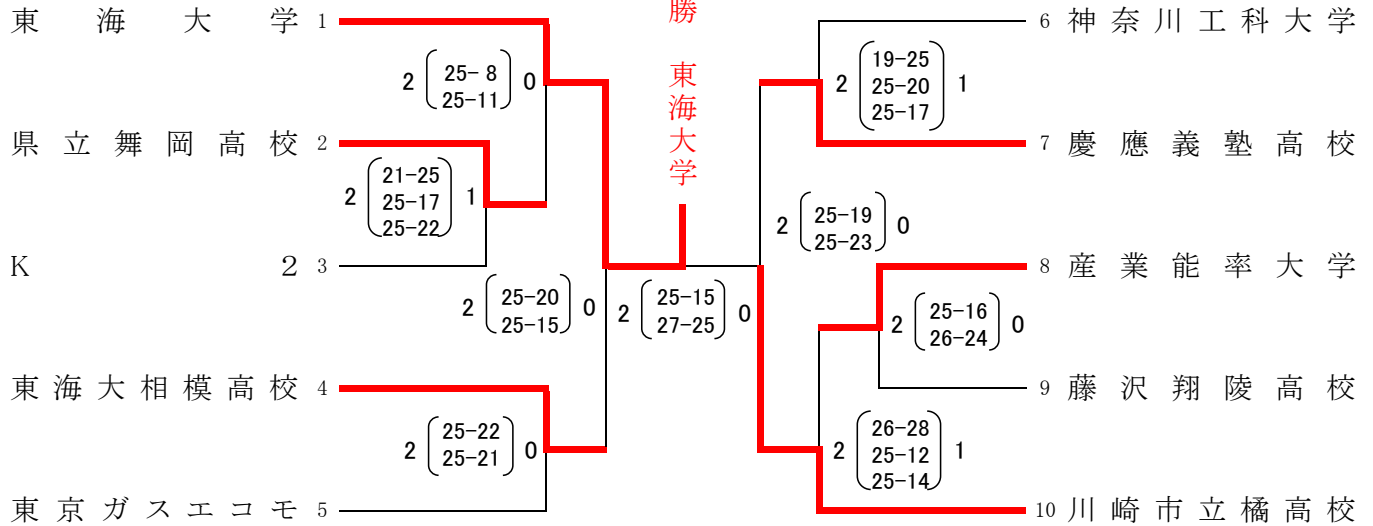 東海大学 1
2 25- 8 0
25-11
県立舞岡高校 2
2 21-25 1
25-17
25-22
K 2 3
2 25-20 0
25-15
東海大相模高校 4
2 25-22 0
25-21
東京ガスエコモ 5
勝 東海大学
2 25-15 0
27-25
6 神奈川工科大学
2 19-25 1
25-20
25-17
7 慶應義塾高校
2 25-19 0
25-23
8 産業能率大学
2 25-16 0
26-24
9 藤沢翔陵高校
2 26-28 1
25-12
25-14
10 川崎市立橘高校